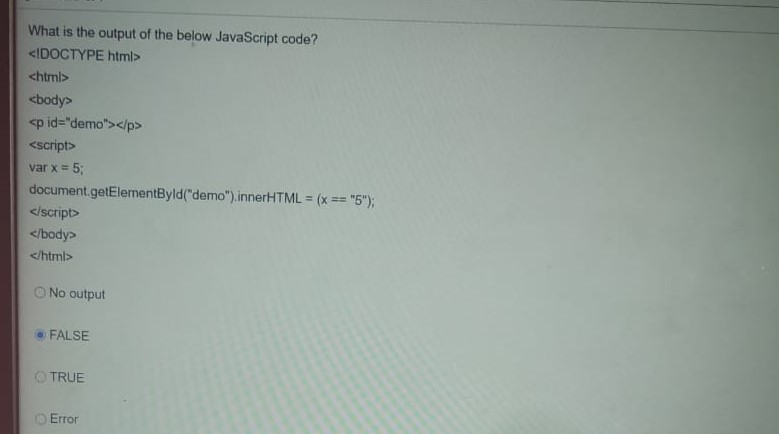 What is the output of the below JavaScript code?
<!DOCTYPE html>
<html>
<body>
<p id="demo"></p>
<script>
var x = 5;
document.getElementById("demo").innerHTML = (x == "5");
</script>
</body>
</html>
No output
FALSE
TRUE
Error